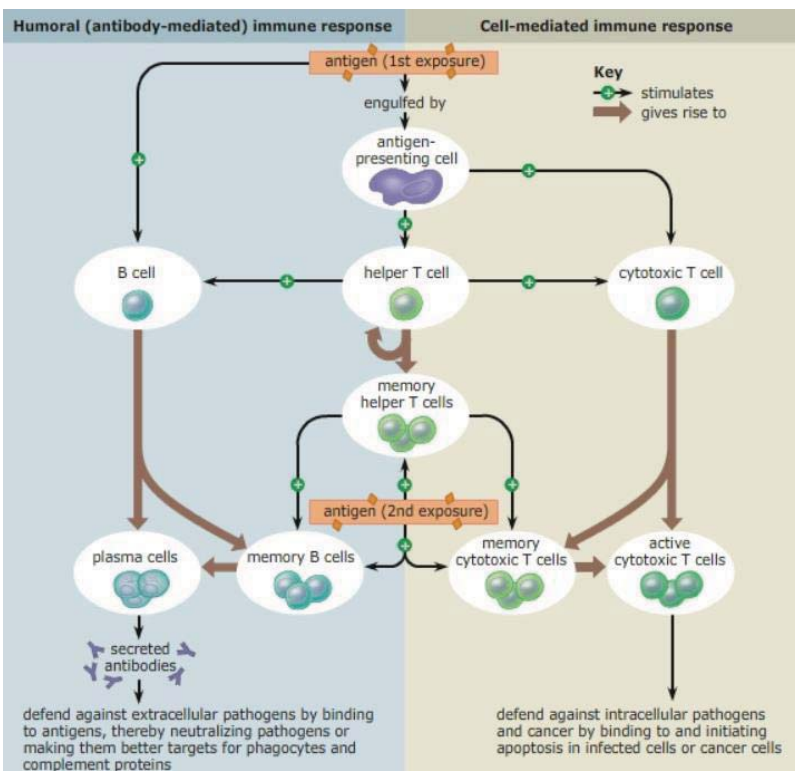 Humoral (antibody-mediated) immune response
Cell-mediated immune response
antigen (1st exposure)
Key
stimulates
gives rise to
engulfed by
antigen-
presenting cell
B cell
helper T cell
cytotoxic T cell
memory
helper T cells
antigen (2nd exposure)
plasma cells
memory B cells
memory
cytotoxic T cells
active
cytotoxic T cells
secreted
antibodies
defend against extracellular pathogens by binding
to antigens, thereby neutralizing pathogens or
making them better targets for phagocytes and
complement proteins
defend against intracellular pathogens
and cancer by binding to and initiating
apoptosis in infected cells or cancer cells